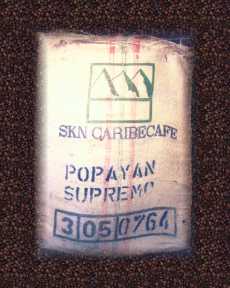 SKN CARIBECAFE
POPAYAN
SUPREMO
3 05 0764